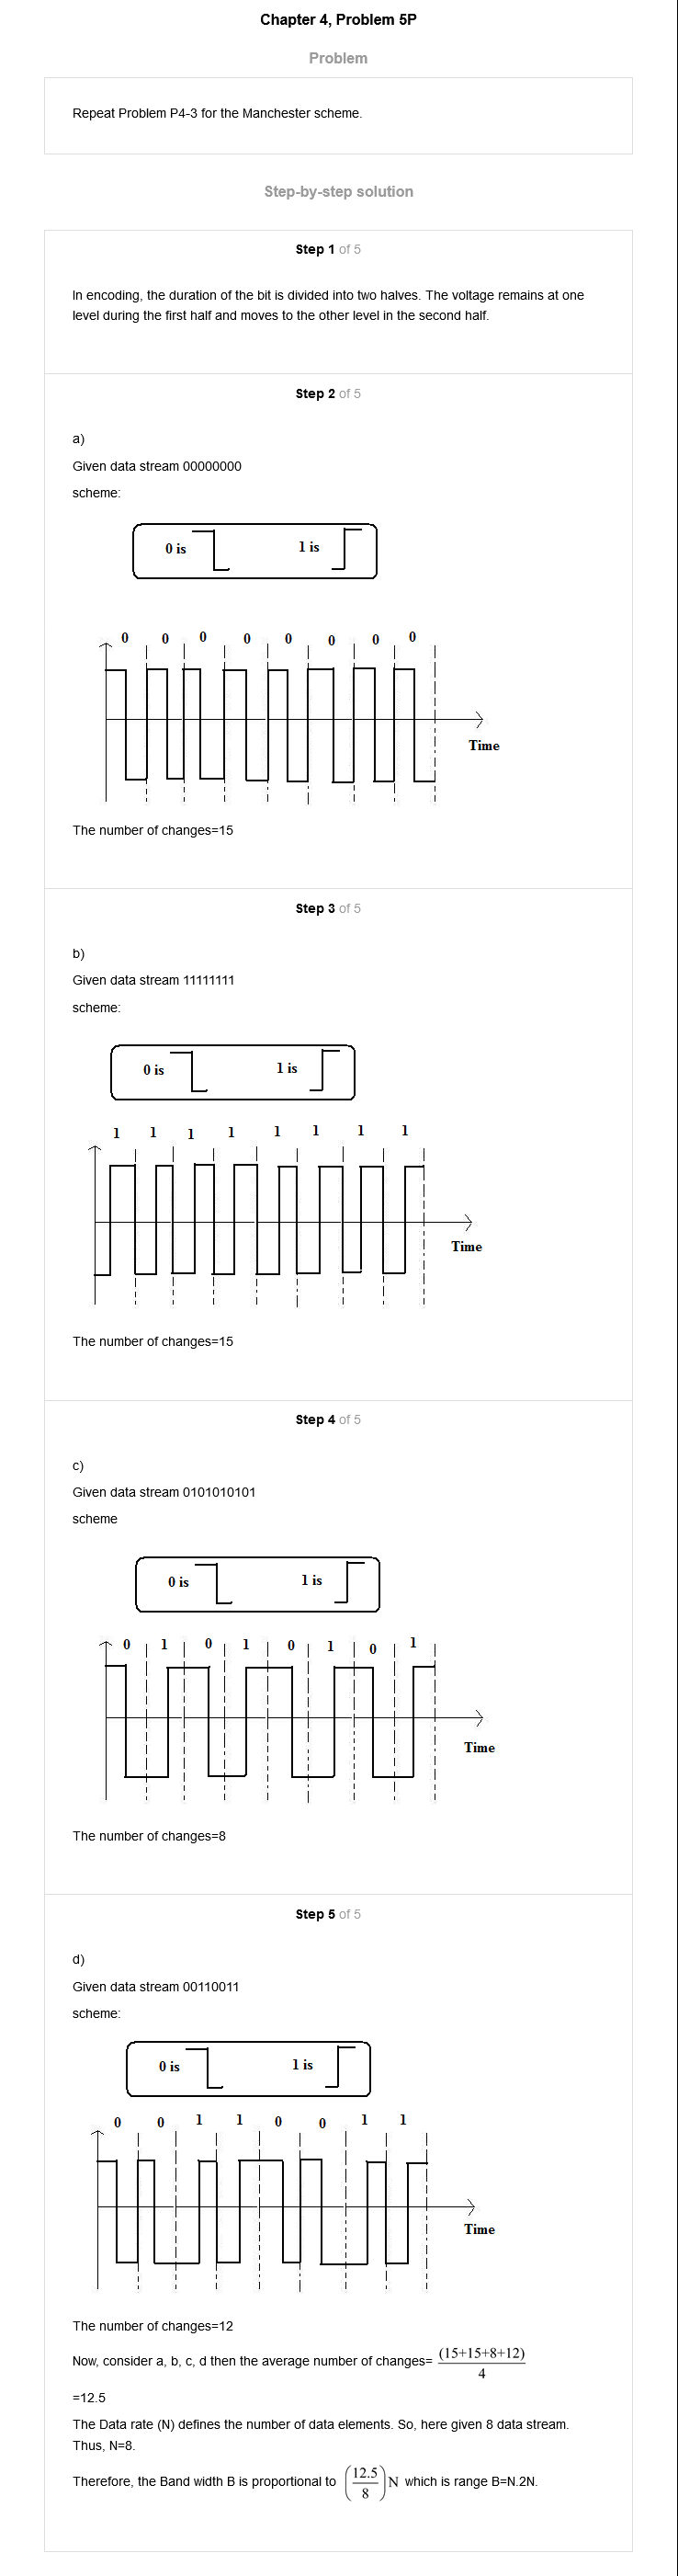 Chapter 4, Problem 5P
Problem
Repeat Problem P4-3 for the Manchester scheme.
Step-by-step solution
Step 1 of 5
In encoding, the duration of the bit is divided into two halves. The voltage remains at one
level during the first half and moves to the other level in the second half.
Step 2 of 5
a)
Given data stream 00000000
scheme:
0 is 1 is
0 0 0 0 0 0 0 0
Time
The number of changes=15
Step 3 of 5
b)
Given data stream 11111111
scheme:
0 is 1 is
1 1 1 1 1 1 1 1
Time
The number of changes=15
Step 4 of 5
c)
Given data stream 0101010101
scheme
0 is 1 is
0 1 0 1 0 1 0 1
Time
The number of changes=8
Step 5 of 5
d)
Given data stream 00110011
scheme:
0 is 1 is
0 0 1 1 0 0 1 1
Time
The number of changes=12
Now, consider a, b, c, d then the average number of changes= (15+15+8+12)
4
=12.5
The Data rate (N) defines the number of data elements. So, here given 8 data stream.
Thus, N=8.
Therefore, the Band width B is proportional to (12.5/8) N which is range B=N.2N.